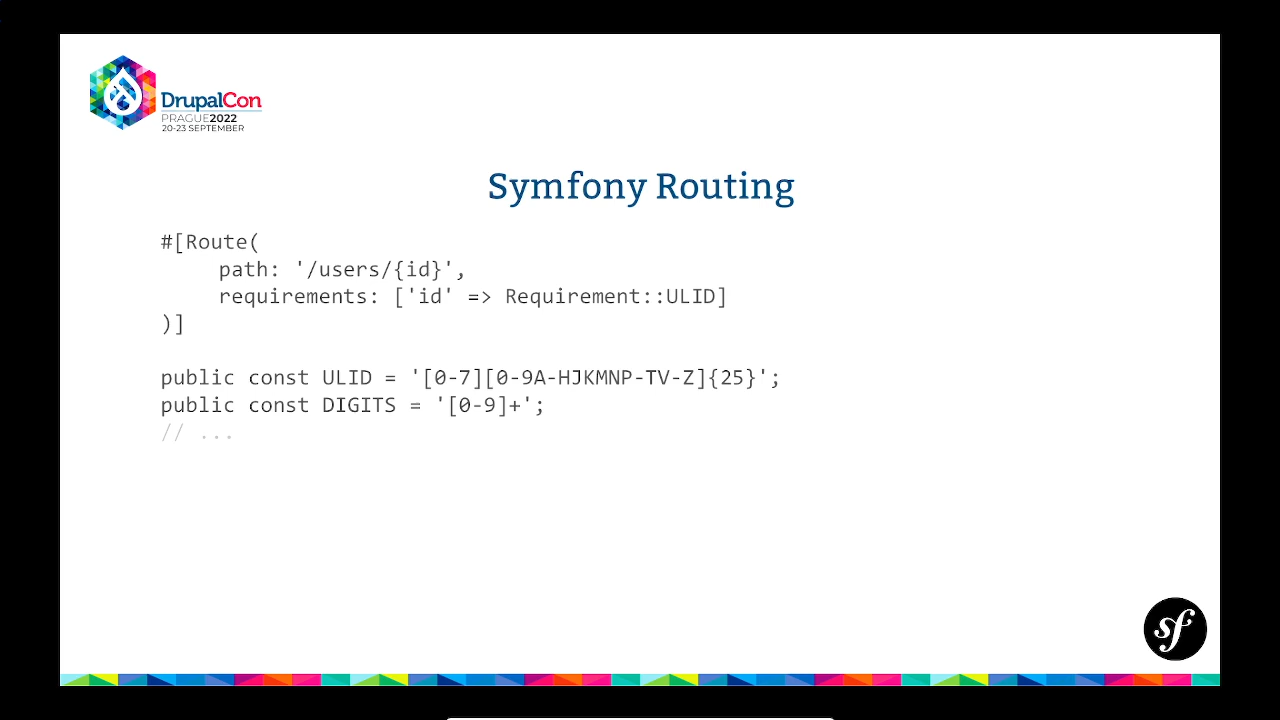 DrupalCon
PRAGUE2022
20-23 SEPTEMBER
Symfony Routing
#[Route(
path: '/users/{id}',
requirements: ['id' => Requirement::ULID]
)]
public const ULID = '[0-7][0-9A-HJKMNP-TV-Z]{25}';
public const DIGITS = '[0-9]+';
// ...
sf